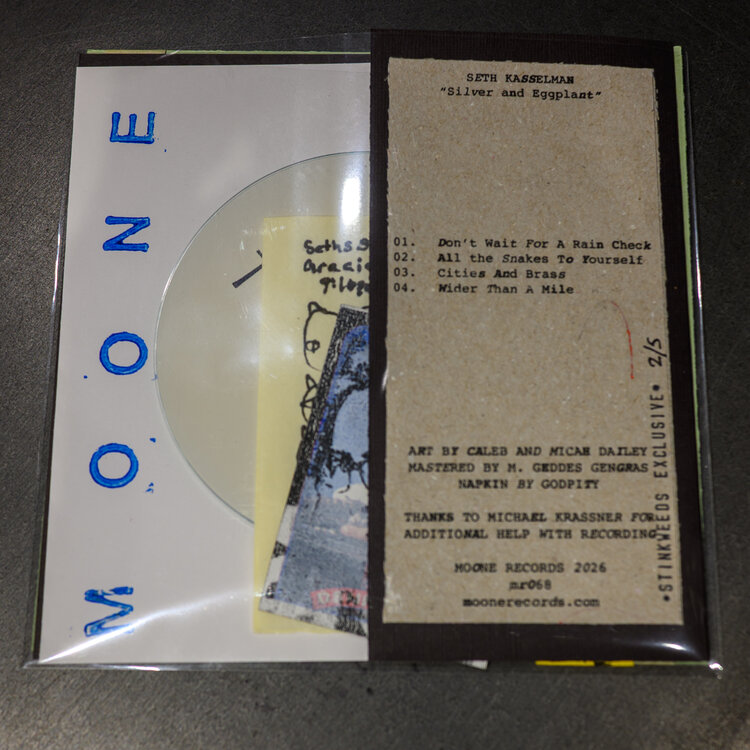 MOONE
Seths
SETH KASSELMAN
"Silver and Eggplant"
01. Don't Wait For A Rain Check
02. All the Snakes To Yourself
03. Cities And Brass
04. Wider Than A Mile
ART BY CALEB AND MICAH DAILEY
MASTERED BY M. GEDDES GENGRAS
NAPKIN BY GODPITY
THANKS TO MICHAEL KRASSNER FOR
ADDITIONAL HELP WITH RECORDING
MOONE RECORDS 2026
mr068
moonerecords.com
*STINKWEEDS EXCLUSIVE* 2/5